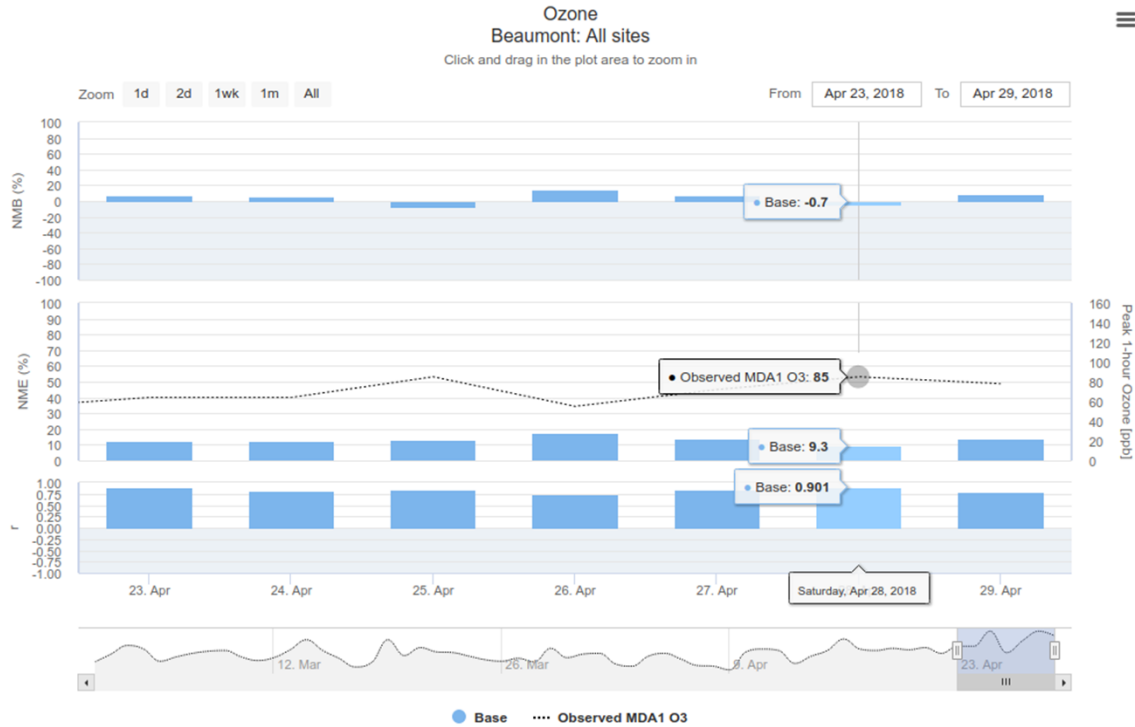 Ozone
Beaumont: All sites
Click and drag in the plot area to zoom in
Zoom 1d 2d 1wk 1m All From Apr 23, 2018 To Apr 29, 2018
NMB (%)
100
80
60
40
20
0
-20
-40
-60
-80
-100
Base: -0.7
NME (%)
100
90
80
70
60
50
40
30
20
10
0
Observed MDA1 O3: 85
Base: 9.3
160
140
120
100
80
60
40
20
0
Peak 1-hour Ozone [ppb]
r
1.00
0.75
0.50
0.25
0.00
-0.25
-0.50
-0.75
-1.00
Base: 0.901
23. Apr 24. Apr 25. Apr 26. Apr 27. Apr Saturday, Apr 28, 2018 29. Apr
12. Mar 26. Mar 9. Apr 23. Apr
Base Observed MDA1 O3